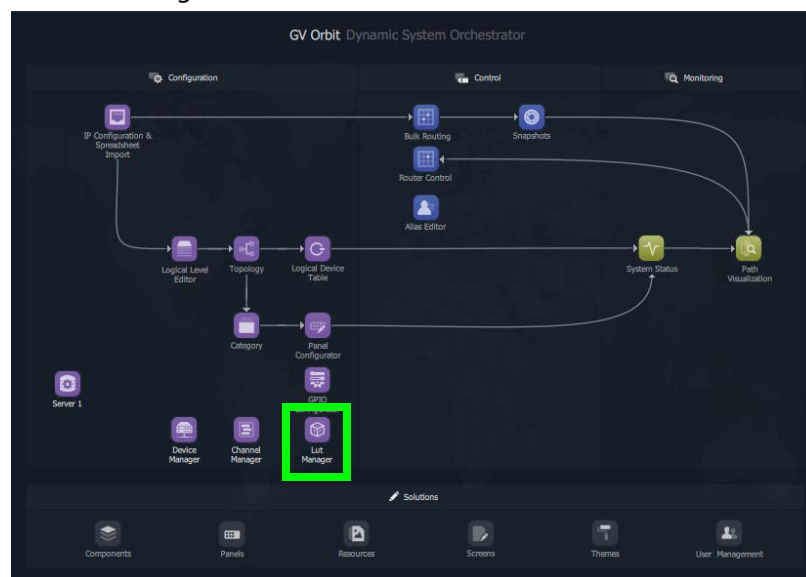 GV Orbit Dynamic System Orchestrator
Configuration
Control
Monitoring
IP Configuration &
Spreadsheet
Import
Bulk Routing
Snapshots
Router Control
Alias Editor
Logical Level
Editor
Topology
Logical Device
Table
System Status
Path
Visualization
Category
Panel
Configurator
Server 1
GPIO
Device
Manager
Channel
Manager
Lut
Manager
Solutions
Components
Panels
Resources
Screens
Themes
User Management